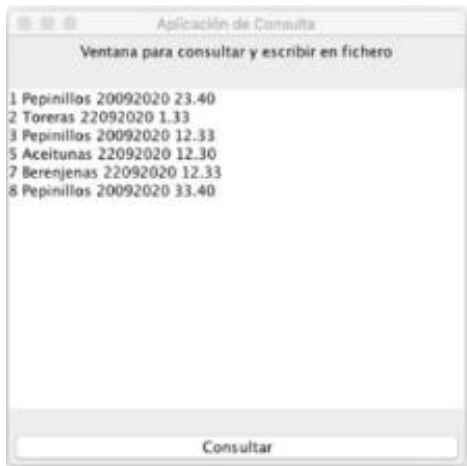 Aplicación de Consulta
Ventana para consultar y escribir en fichero
1 Pepinillos 20092020 23.40
2 Toreras 22092020 1.33
3 Pepinillos 20092020 12.33
5 Aceitunas 22092020 12.30
7 Berenjenas 22092020 12.33
8 Pepinillos 20092020 33.40
Consultar